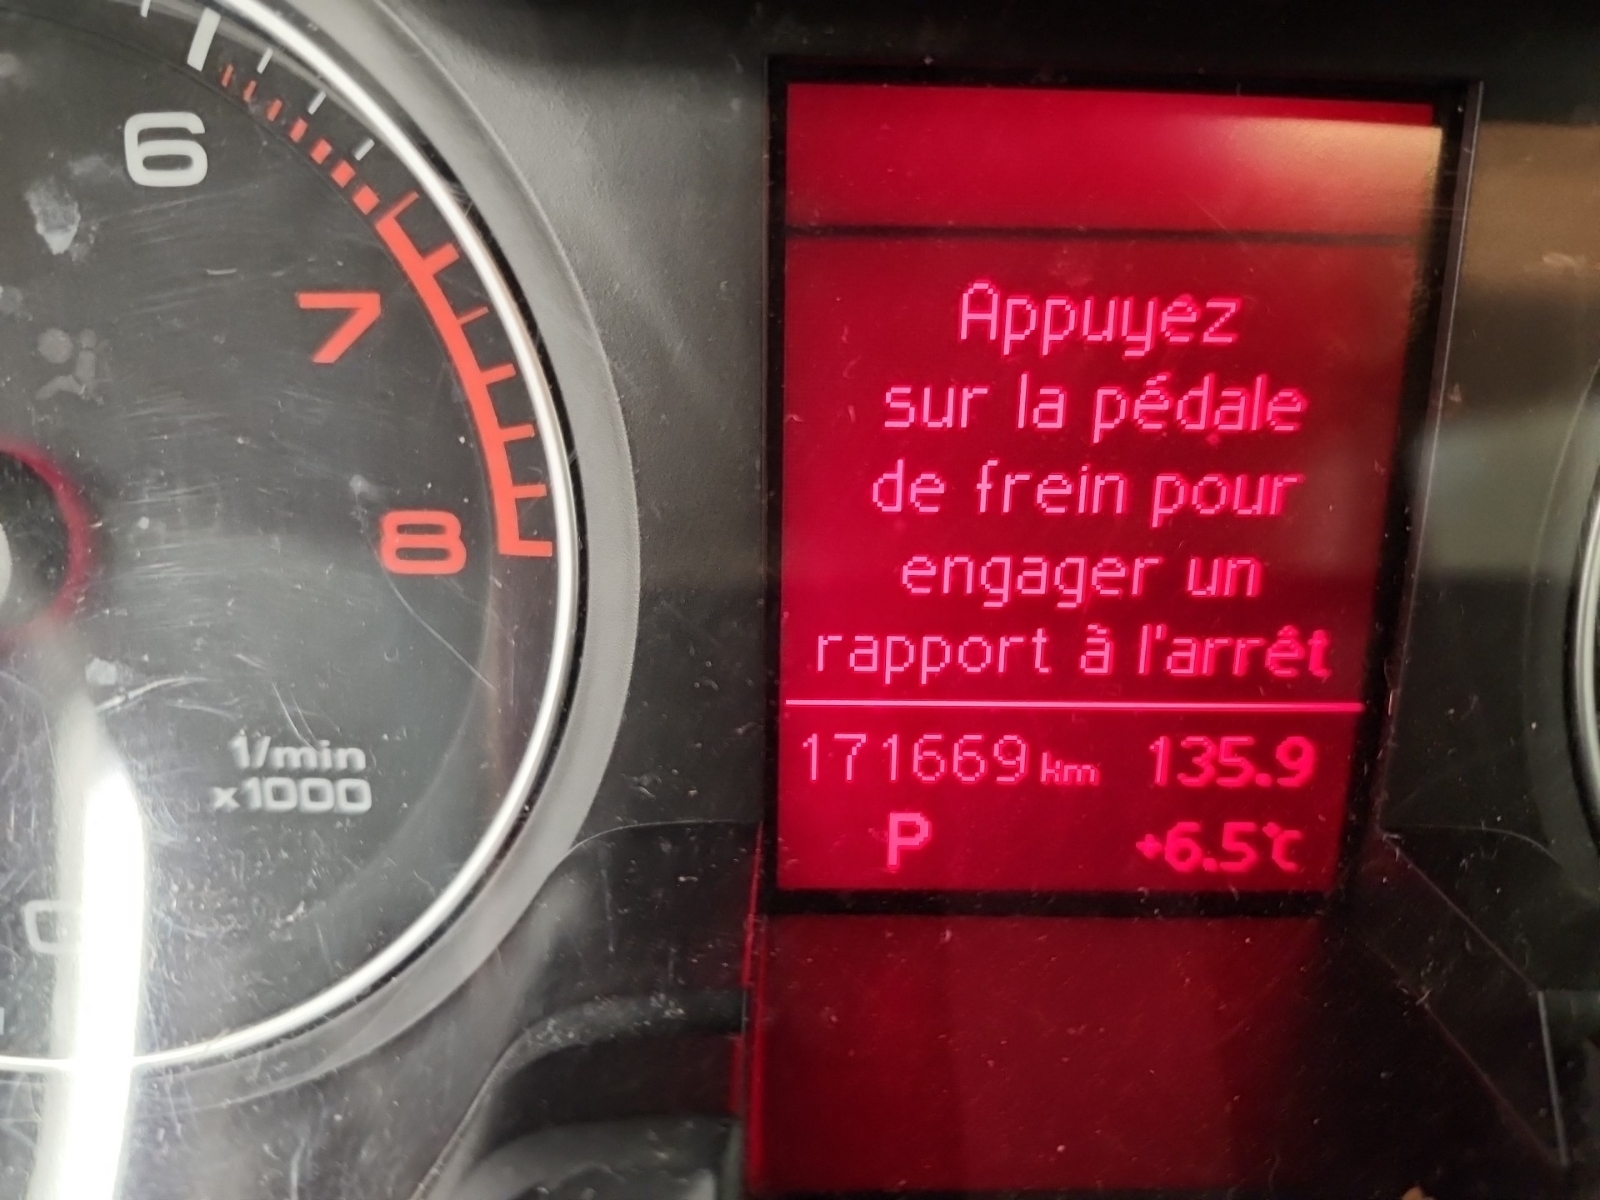 6
7
8
1/min
x1000
Appuyez
sur la pédale
de frein pour
engager un
rapport à l'arrêt
171669 km 135.9
P +6.5°C